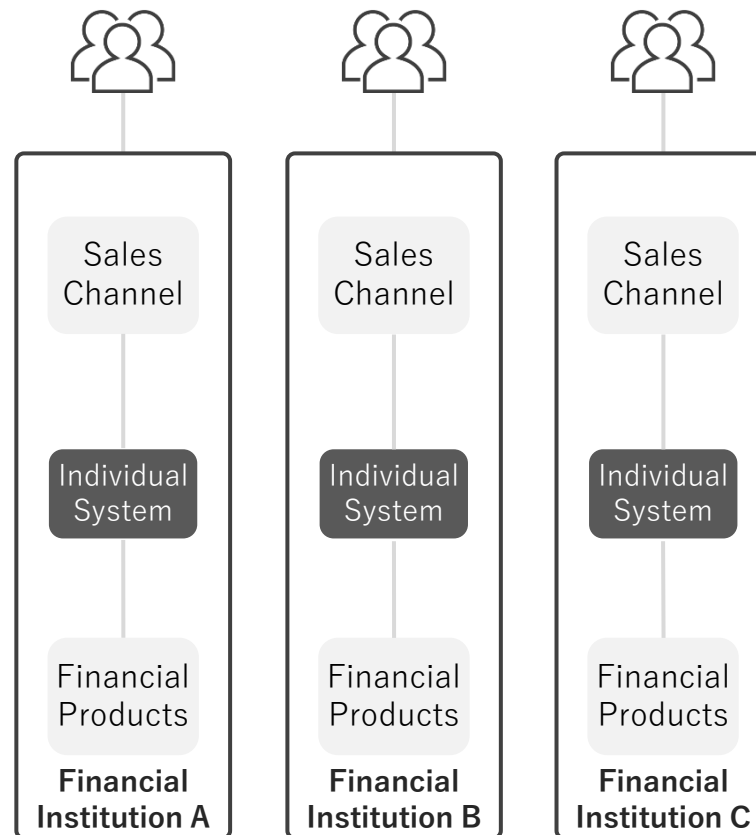 Sales
Channel
Individual
System
Financial
Products
Financial
Institution A
Sales
Channel
Individual
System
Financial
Products
Financial
Institution B
Sales
Channel
Individual
System
Financial
Products
Financial
Institution C